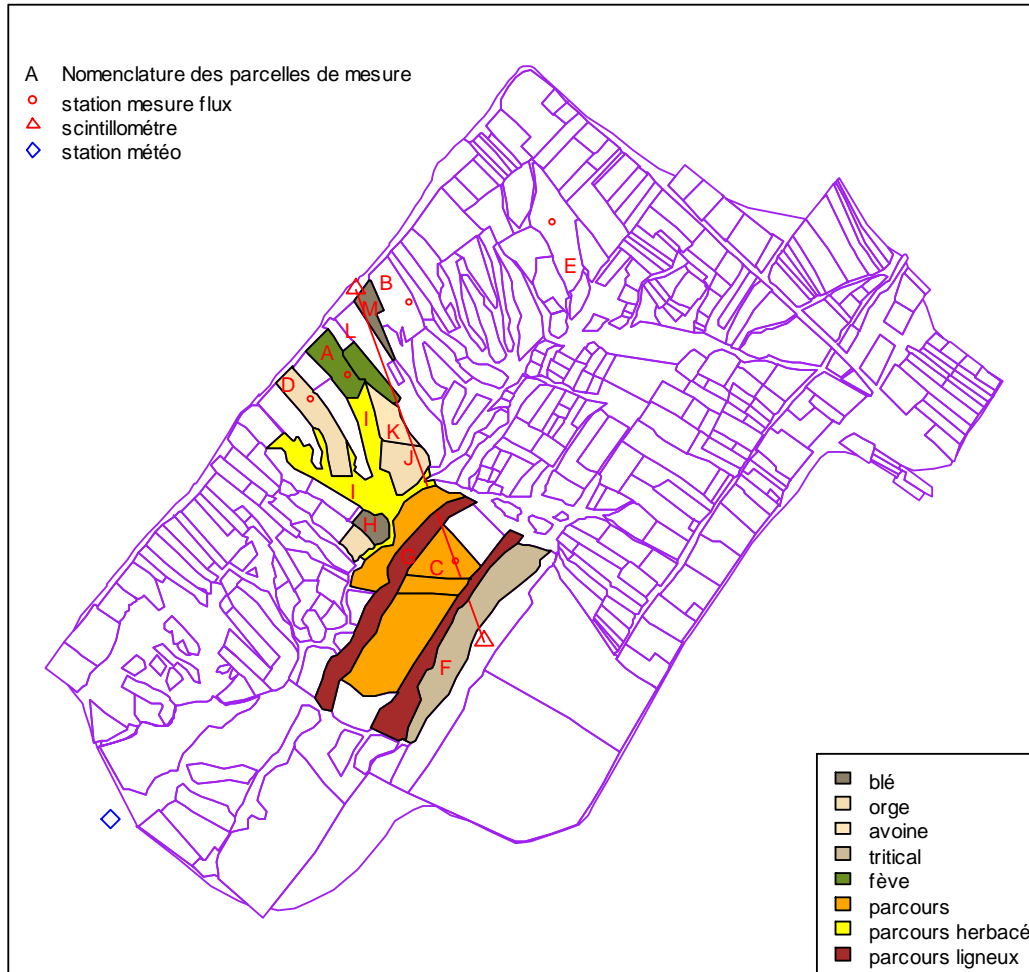 A Nomenclature des parcelles de mesure
station mesure flux
scintillométre
station météo
E
B
M
L
A
D
I
K
J
I
H
G
C
F
blé
orge
avoine
tritical
fève
parcours
parcours herbacé
parcours ligneux